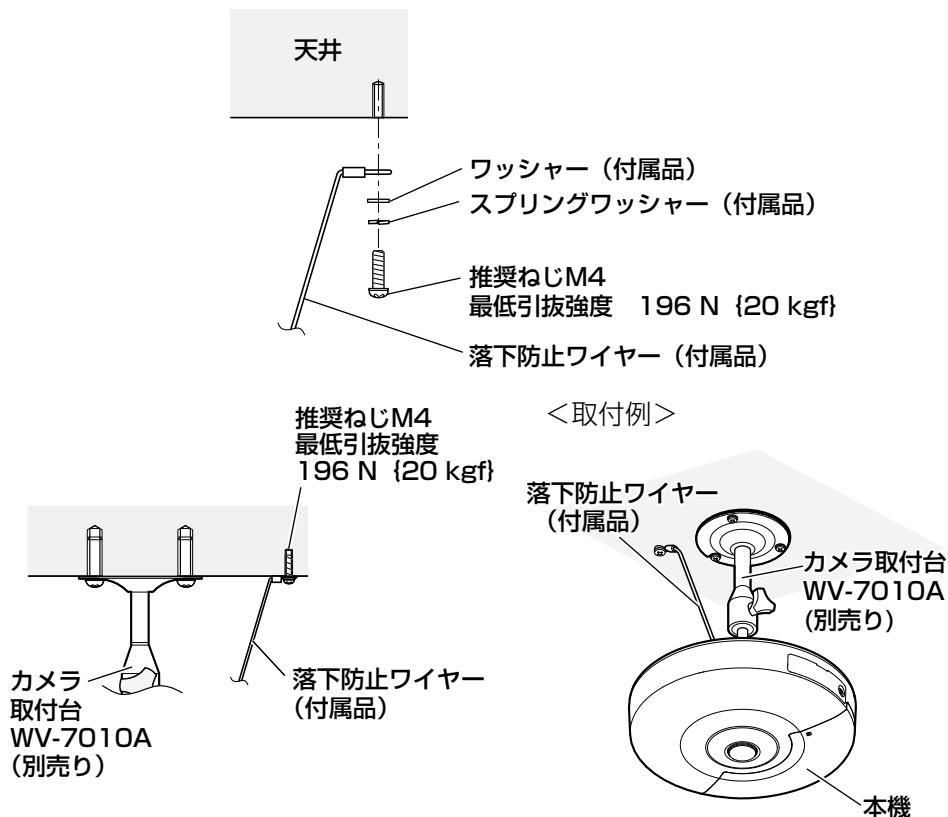 天井
ワッシャー（付属品）
スプリングワッシャー（付属品）
推奨ねじM4
最低引抜強度　196 N {20 kgf}
落下防止ワイヤー（付属品）
＜取付例＞
推奨ねじM4
最低引抜強度
196 N {20 kgf}
カメラ
取付台
WV-7010A
（別売り）
落下防止ワイヤー
（付属品）
落下防止ワイヤー
（付属品）
カメラ取付台
WV-7010A
（別売り）
本機